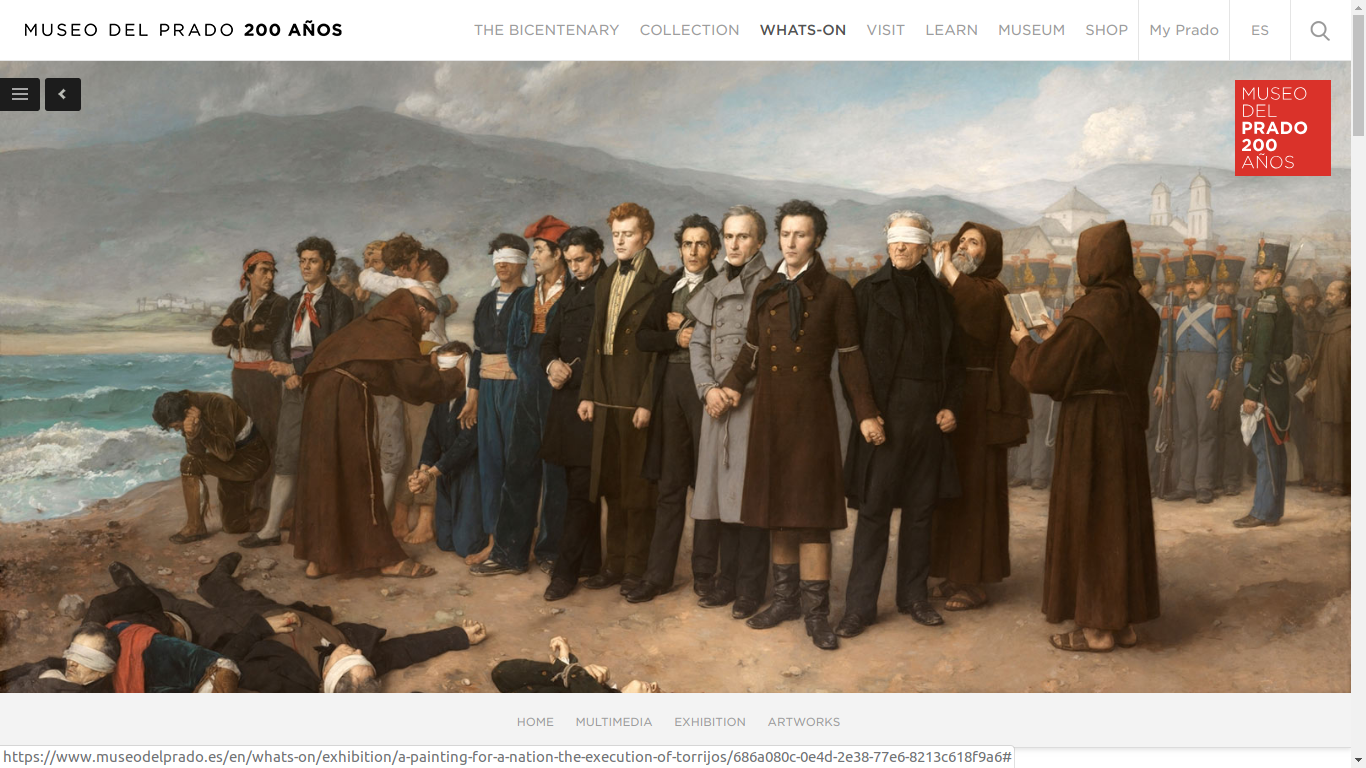 MUSEO DEL PRADO 200 AÑOS
THE BICENTENARY COLLECTION WHATS-ON VISIT LEARN MUSEUM SHOP My Prado ES
MUSEO
DEL
PRADO
200
AÑOS
HOME MULTIMEDIA EXHIBITION ARTWORKS
https://www.museodelprado.es/en/whats-on/exhibition/a-painting-for-a-nation-the-execution-of-torrijos/686a080c-0e4d-2e38-77e6-8213c618f9a6#